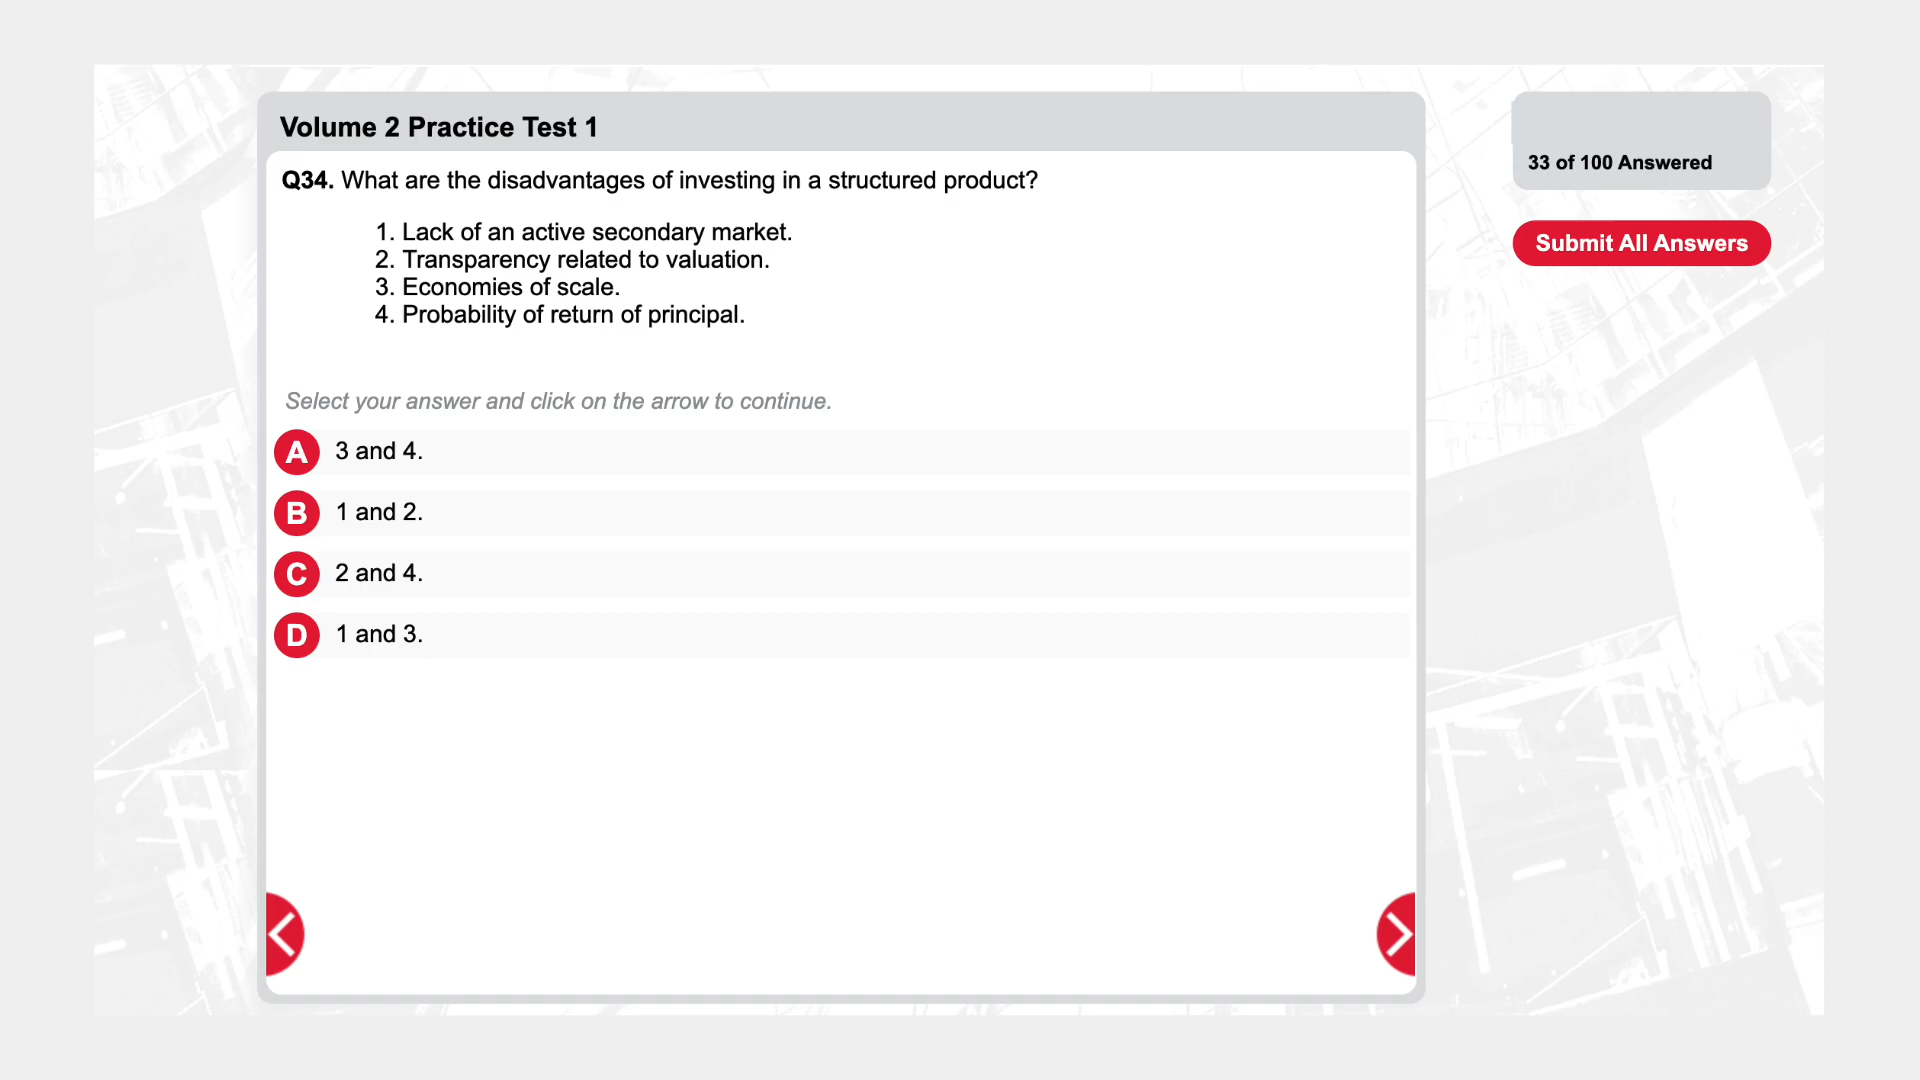 Volume 2 Practice Test 1
33 of 100 Answered
Submit All Answers
Q34. What are the disadvantages of investing in a structured product?
1. Lack of an active secondary market.
2. Transparency related to valuation.
3. Economies of scale.
4. Probability of return of principal.
Select your answer and click on the arrow to continue.
A 3 and 4.
B 1 and 2.
C 2 and 4.
D 1 and 3.